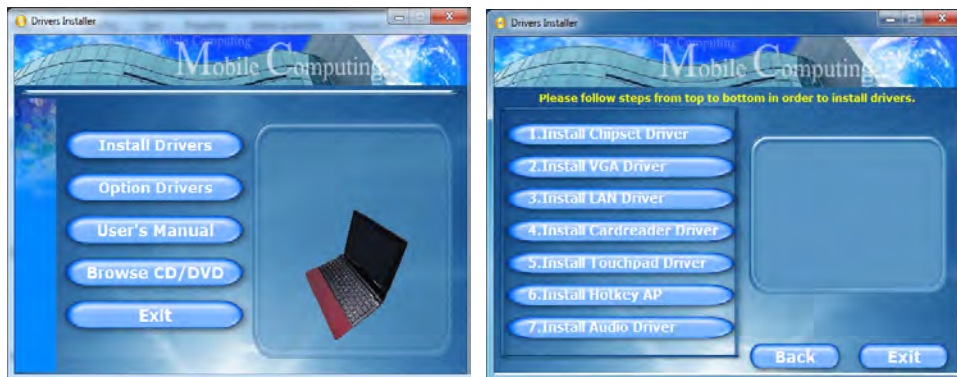 Drivers Installer
Mobile Computing
Install Drivers
Option Drivers
User's Manual
Browse CD/DVD
Exit
Drivers Installer
Mobile Computing
Please follow steps from top to bottom in order to install drivers.
1.Install Chipset Driver
2.Install VGA Driver
3.Install LAN Driver
4.Install Cardreader Driver
5.Install Touchpad Driver
6.Install Hotkey AP
7.Install Audio Driver
Back
Exit